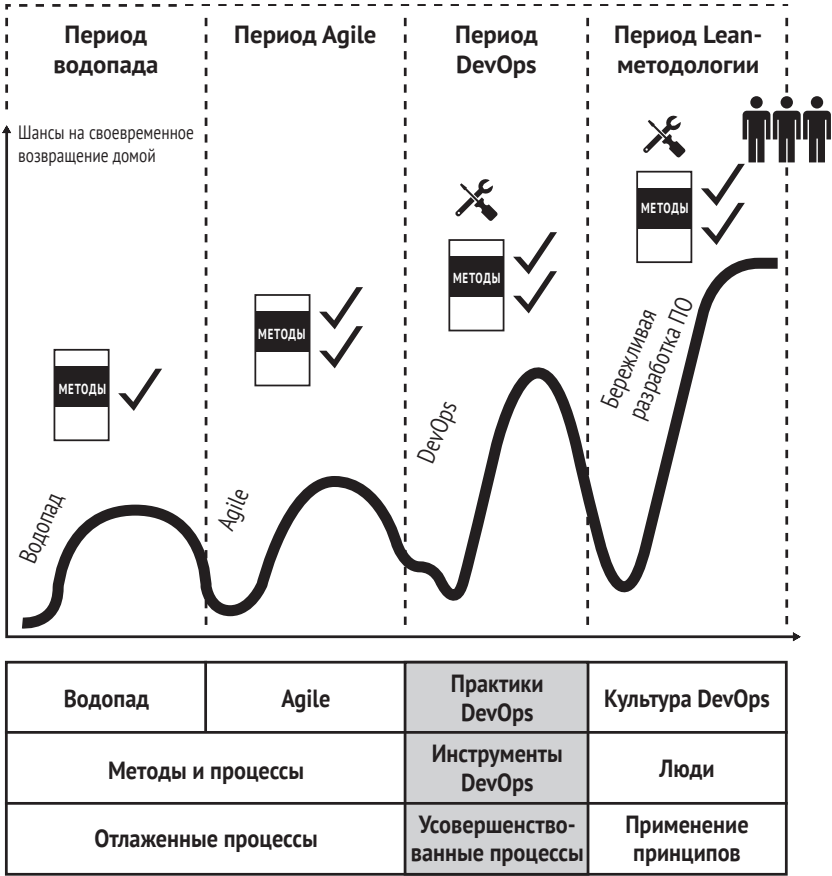 Период
водопада
Период Agile
Период
DevOps
Период Lean-
методологии
Шансы на своевременное
возвращение домой
МЕТОДЫ
МЕТОДЫ
МЕТОДЫ
МЕТОДЫ
Водопад
Agile
DevOps
Бережливая
разработка ПО
Водопад
Agile
Практики
DevOps
Культура DevOps
Методы и процессы
Инструменты
DevOps
Люди
Отлаженные процессы
Усовершенство-
ванные процессы
Применение
принципов